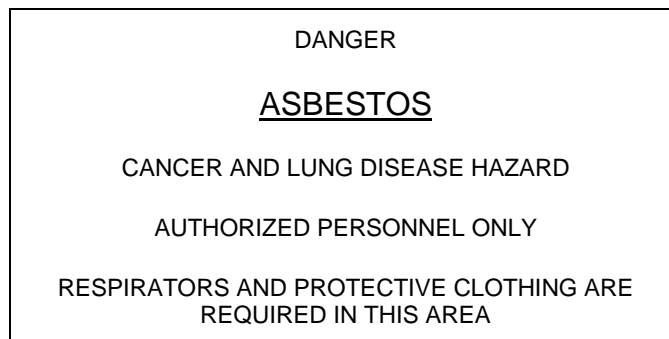 DANGER
ASBESTOS
CANCER AND LUNG DISEASE HAZARD
AUTHORIZED PERSONNEL ONLY
RESPIRATORS AND PROTECTIVE CLOTHING ARE
REQUIRED IN THIS AREA